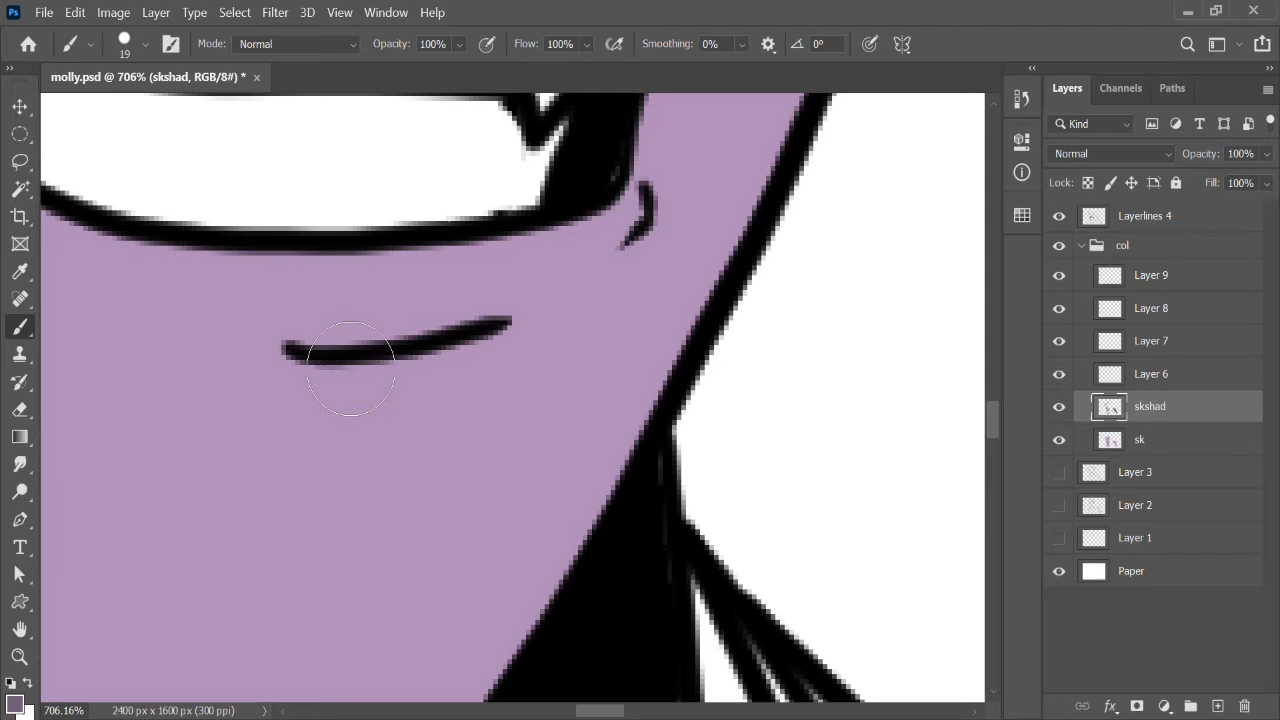 Ps File Edit Image Layer Type Select Filter 3D View Window Help
19 Mode: Normal Opacity: 100% Flow: 100% Smoothing: 0% 0°
molly.psd @ 706% (skshad, RGB/8#) * ×
Layers Channels Paths
Kind
Normal Opacity: 100%
Lock: Fill: 100%
Layerlines 4
col
Layer 9
Layer 8
Layer 7
Layer 6
skshad
sk
Layer 3
Layer 2
Layer 1
Paper
706.16% 2400 px x 1600 px (300 ppi)